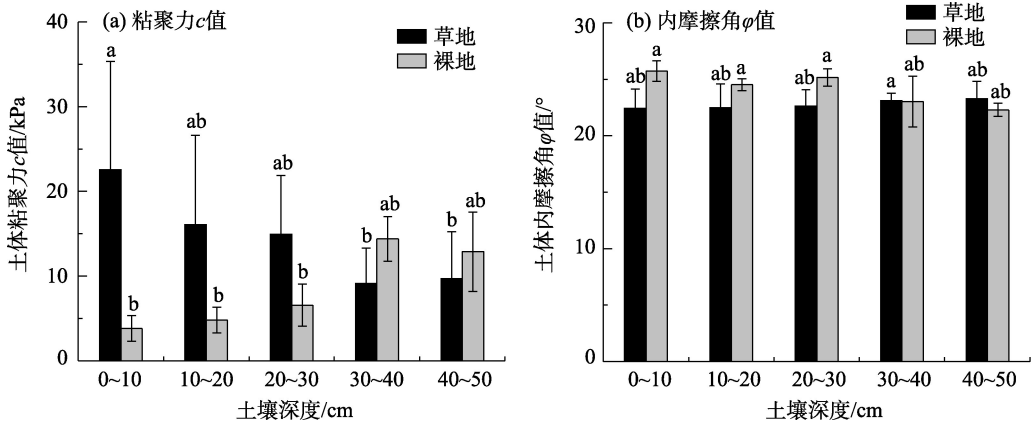 (a) 粘聚力c值
草地
裸地
土体粘聚力c值/kPa
40
30
20
10
0
a
b
ab
b
ab
b
b
ab
b
ab
0~10
10~20
20~30
30~40
40~50
土壤深度/cm
(b) 内摩擦角φ值
草地
裸地
土体内摩擦角φ值/°
30
20
10
0
ab
a
ab
a
ab
a
a
ab
ab
ab
0~10
10~20
20~30
30~40
40~50
土壤深度/cm